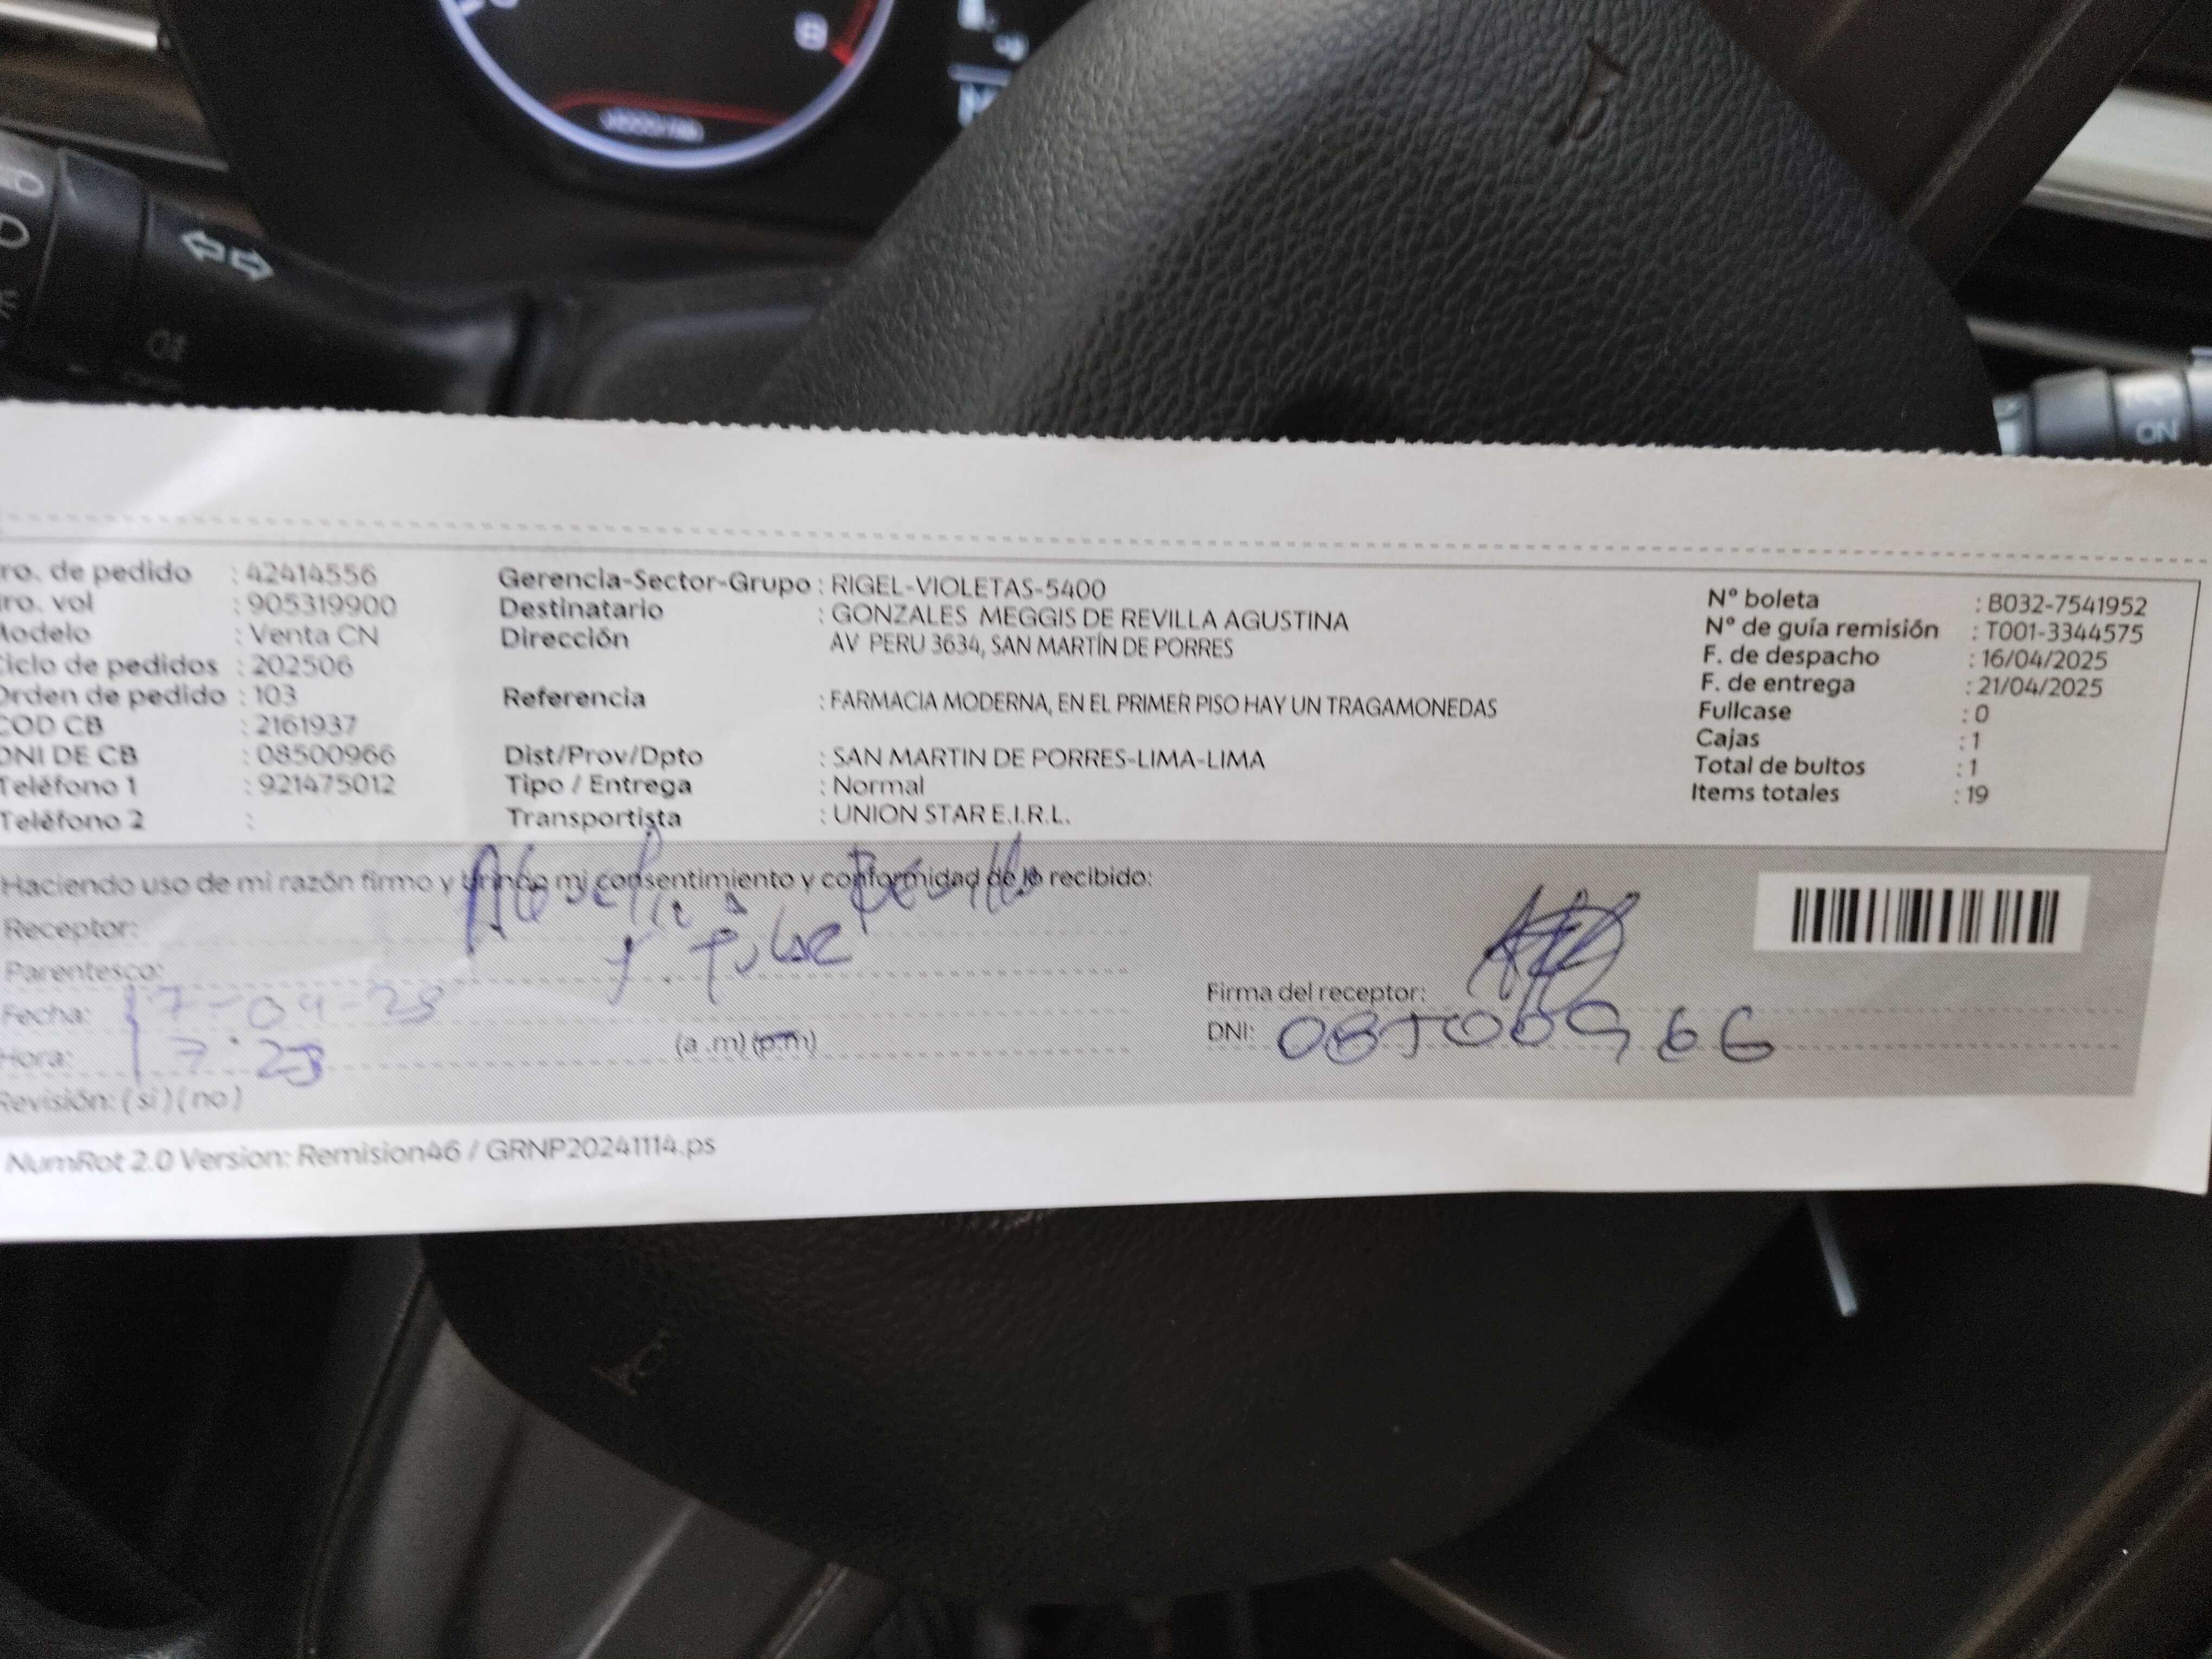 8
ON
ro. de pedido : 42414556
ro. vol : 905319900
Modelo : Venta CN
Ciclo de pedidos : 202506
Orden de pedido : 103
COD CB : 2161937
DNI DE CB : 08500966
Teléfono 1 : 921475012
Teléfono 2 :
Gerencia-Sector-Grupo : RIGEL-VIOLETAS-5400
Destinatario : GONZALES MEGGIS DE REVILLA AGUSTINA
Dirección AV PERU 3634, SAN MARTÍN DE PORRES
Referencia : FARMACIA MODERNA, EN EL PRIMER PISO HAY UN TRAGAMONEDAS
Dist/Prov/Dpto : SAN MARTIN DE PORRES-LIMA-LIMA
Tipo / Entrega : Normal
Transportista : UNION STAR E.I.R.L.
N° boleta : B032-7541952
N° de guía remisión : T001-3344575
F. de despacho : 16/04/2025
F. de entrega : 21/04/2025
Fullcase : 0
Cajas : 1
Total de bultos : 1
Items totales : 19
Haciendo uso de mi razón firmo y brindo mi consentimiento y conformidad de lo recibido:
Receptor:
Parentesco:
Fecha: 17-04-25
Hora: 17:23 (a.m) (p.m)
Revisión: ( si ) ( no )
Firma del receptor:
DNI: 08500966
NumRot 2.0 Version: Remision46 / GRNP20241114.ps